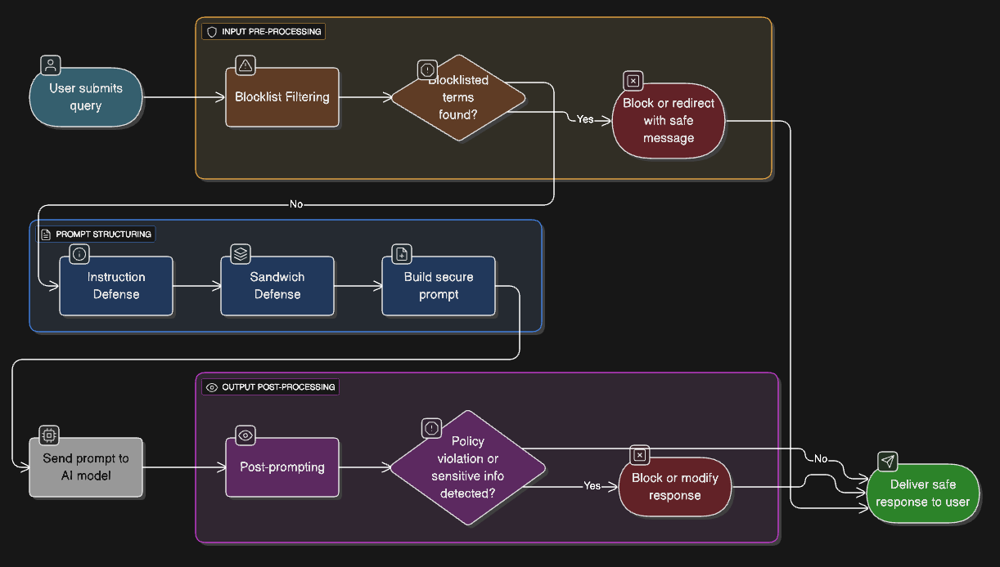 INPUT PRE-PROCESSING
User submits
query
Blocklist Filtering
Blocklisted
terms
found?
Yes
Block or redirect
with safe
message
No
PROMPT STRUCTURING
Instruction
Defense
Sandwich
Defense
Build secure
prompt
OUTPUT POST-PROCESSING
Send prompt to
AI model
Post-prompting
Policy
violation or
sensitive info
detected?
Yes
Block or modify
response
No
Deliver safe
response to user